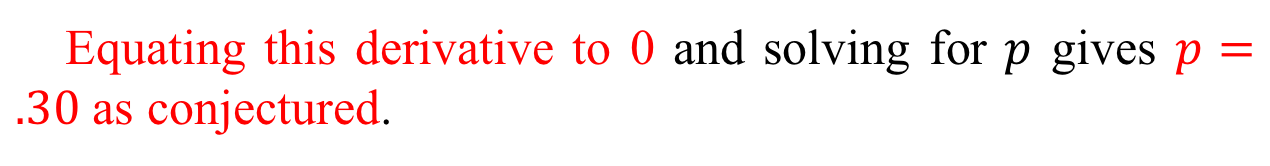 Equating this derivative to 0 and solving for p gives p =
.30 as conjectured.